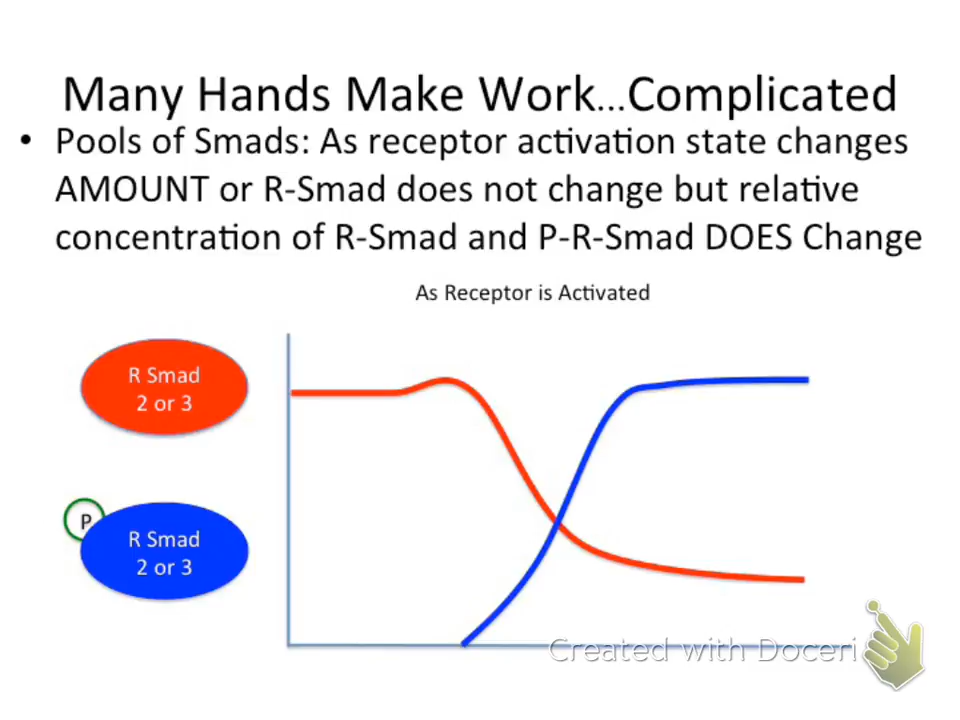 Many Hands Make Work...Complicated
• Pools of Smads: As receptor activation state changes
AMOUNT or R-Smad does not change but relative
concentration of R-Smad and P-R-Smad DOES Change
As Receptor is Activated
R Smad
2 or 3
P
R Smad
2 or 3
Created with Doceri